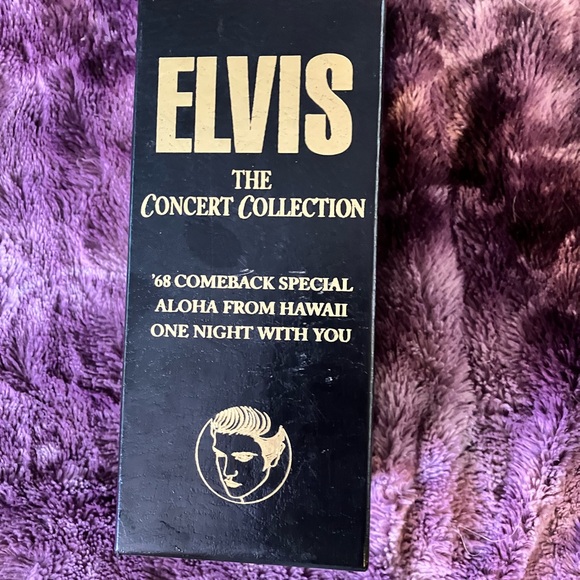 ELVIS
THE
CONCERT COLLECTION
'68 COMEBACK SPECIAL
ALOHA FROM HAWAII
ONE NIGHT WITH YOU